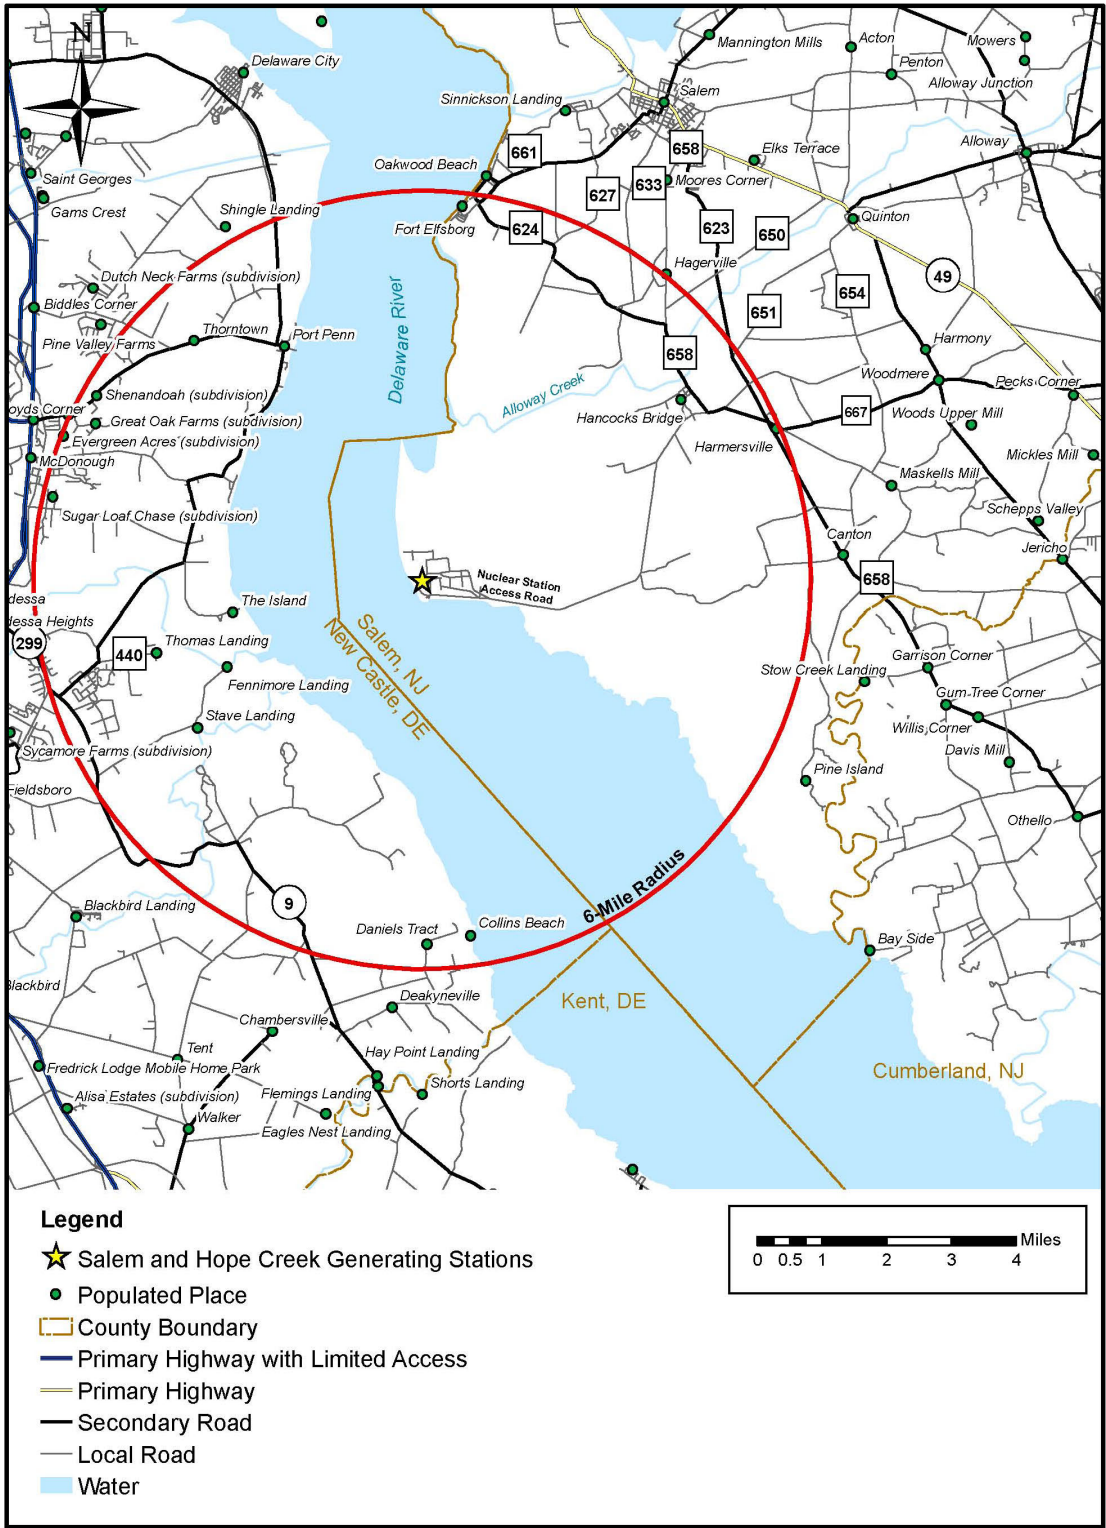 N
Delaware City
Mannington Mills
Acton
Mowers
Penton
Alloway Junction
Salem
Sinnickson Landing
661
658
Elks Terrace
Alloway
Oakwood Beach
Saint Georges
633
Moores Corner
627
Gams Crest
Shingle Landing
Fort Elfsborg
624
623
650
Quinton
Hagerville
49
Dutch Neck Farms (subdivision)
654
Biddles Corner
651
Delaware River
Thorntown
Port Penn
Pine Valley Farms
Harmony
658
Woodmere
Pecks Corner
Shenandoah (subdivision)
Alloway Creek
oyds Corner
667
Woods Upper Mill
Great Oak Farms (subdivision)
Hancocks Bridge
Evergreen Acres (subdivision)
Harmersville
McDonough
Mickles Mill
Maskells Mill
Sugar Loaf Chase (subdivision)
Schepps Valley
Canton
Jericho
Nuclear Station
Access Road
658
dessa
The Island
dessa Heights
299
Thomas Landing
440
Salem, NJ
New Castle, DE
Garrison Corner
Stow Creek Landing
Fennimore Landing
Gum Tree Corner
Stave Landing
Willis Corner
Sycamore Farms (subdivision)
Davis Mill
Pine Island
Fieldsboro
Othello
6-Mile Radius
9
Blackbird Landing
Collins Beach
Daniels Tract
Bay Side
Blackbird
Deakyneville
Kent, DE
Chambersville
Tent
Hay Point Landing
Fredrick Lodge Mobile Home Park
Cumberland, NJ
Shorts Landing
Alisa Estates (subdivision)
Flemings Landing
Walker
Eagles Nest Landing
Legend
Salem and Hope Creek Generating Stations
Populated Place
County Boundary
Primary Highway with Limited Access
Primary Highway
Secondary Road
Local Road
Water
Miles
0 0.5 1 2 3 4